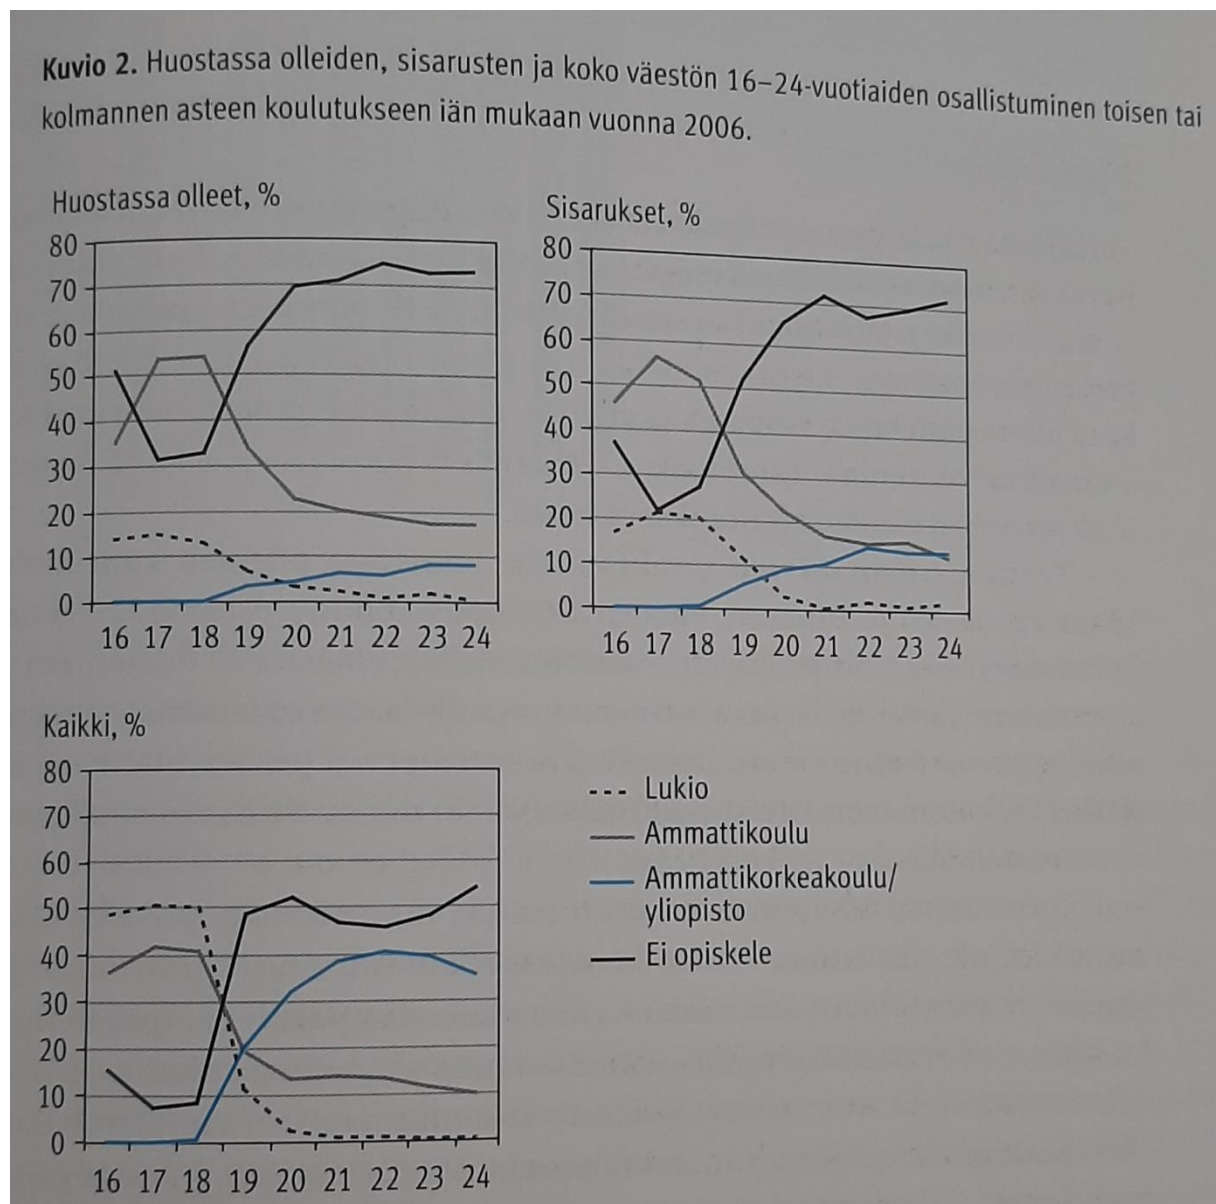 Kuvio 2. Huostassa olleiden, sisarusten ja koko väestön 16–24-vuotiaiden osallistuminen toisen tai
kolmannen asteen koulutukseen iän mukaan vuonna 2006.
Huostassa olleet, %
80
70
60
50
40
30
20
10
0
16 17 18 19 20 21 22 23 24
Sisarukset, %
80
70
60
50
40
30
20
10
0
16 17 18 19 20 21 22 23 24
Kaikki, %
80
70
60
50
40
30
20
10
0
16 17 18 19 20 21 22 23 24
Lukio
Ammattikoulu
Ammattikorkeakoulu/
yliopisto
Ei opiskele